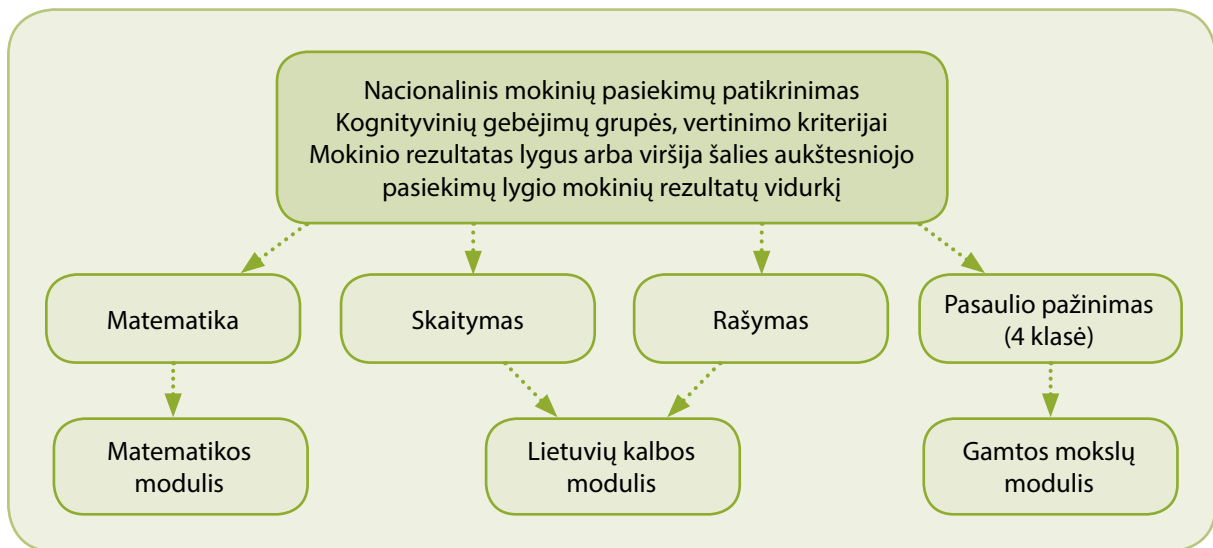 Nacionalinis mokinių pasiekimų patikrinimas
Kognityvinių gebėjimų grupės, vertinimo kriterijai
Mokinio rezultatas lygus arba viršija šalies aukštesniojo
pasiekimų lygio mokinių rezultatų vidurkį
Matematika
Skaitymas
Rašymas
Pasaulio pažinimas
(4 klasė)
Matematikos
modulis
Lietuvių kalbos
modulis
Gamtos mokslų
modulis